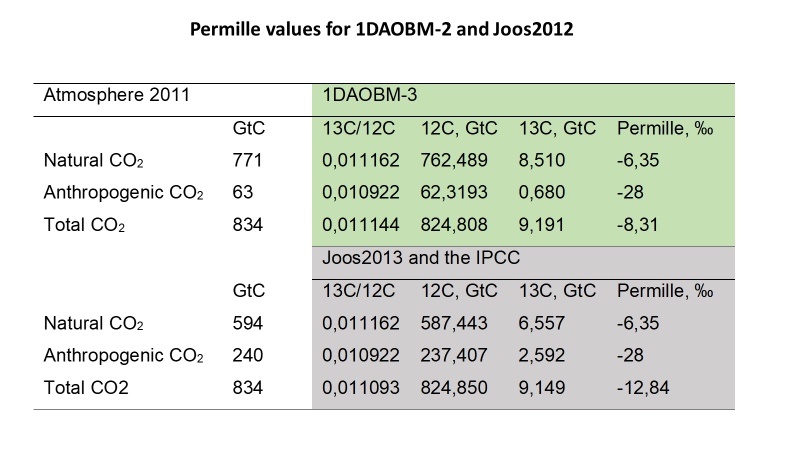 Permille values for 1DAOBM-2 and Joos2012
Atmosphere 2011 1DAOBM-3
GtC 13C/12C 12C, GtC 13C, GtC Permille, ‰
Natural CO₂ 771 0,011162 762,489 8,510 -6,35
Anthropogenic CO₂ 63 0,010922 62,3193 0,680 -28
Total CO₂ 834 0,011144 824,808 9,191 -8,31
Joos2013 and the IPCC
GtC 13C/12C 12C, GtC 13C, GtC Permille, ‰
Natural CO₂ 594 0,011162 587,443 6,557 -6,35
Anthropogenic CO₂ 240 0,010922 237,407 2,592 -28
Total CO2 834 0,011093 824,850 9,149 -12,84